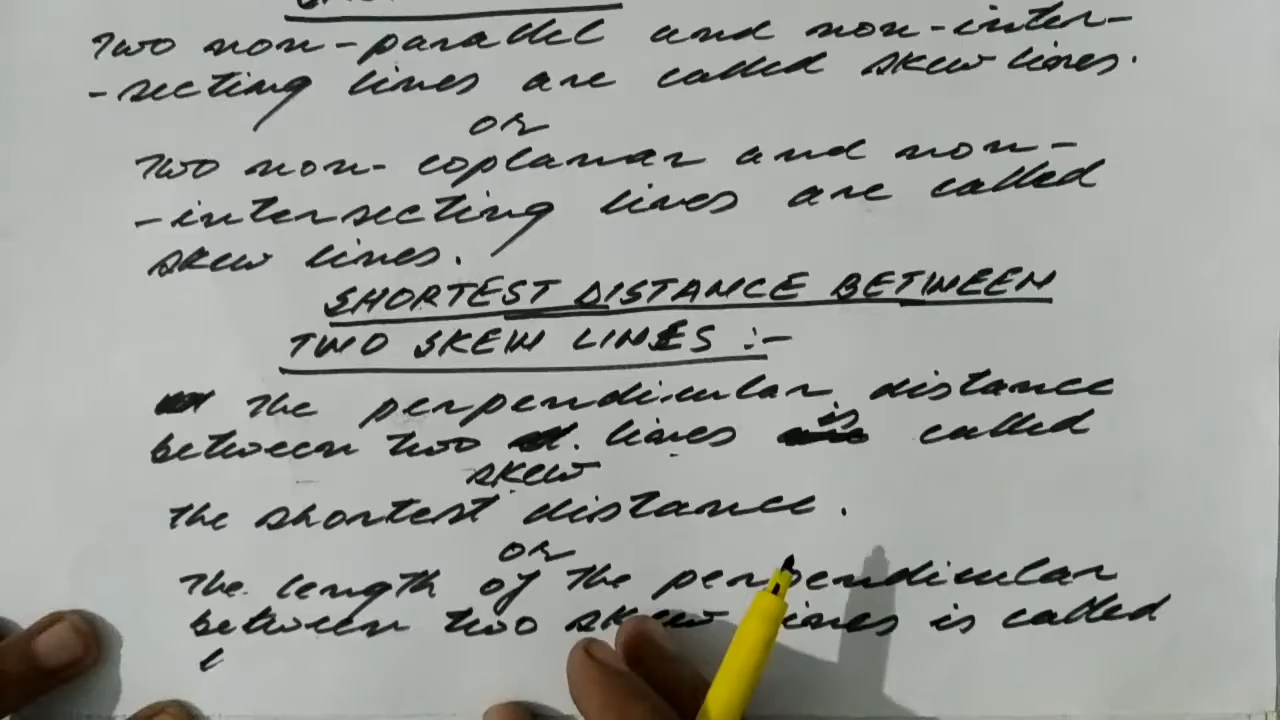 Two non-parallel and non-inter-
-secting lines are called skew lines.
or
Two non-coplanar and non-
-intersecting lines are called
skew lines.
SHORTEST DISTANCE BETWEEN
TWO SKEW LINES :-
The perpendicular distance
between two skew lines is called
the shortest distance.
or
The length of the perpendicular
between two skew lines is called